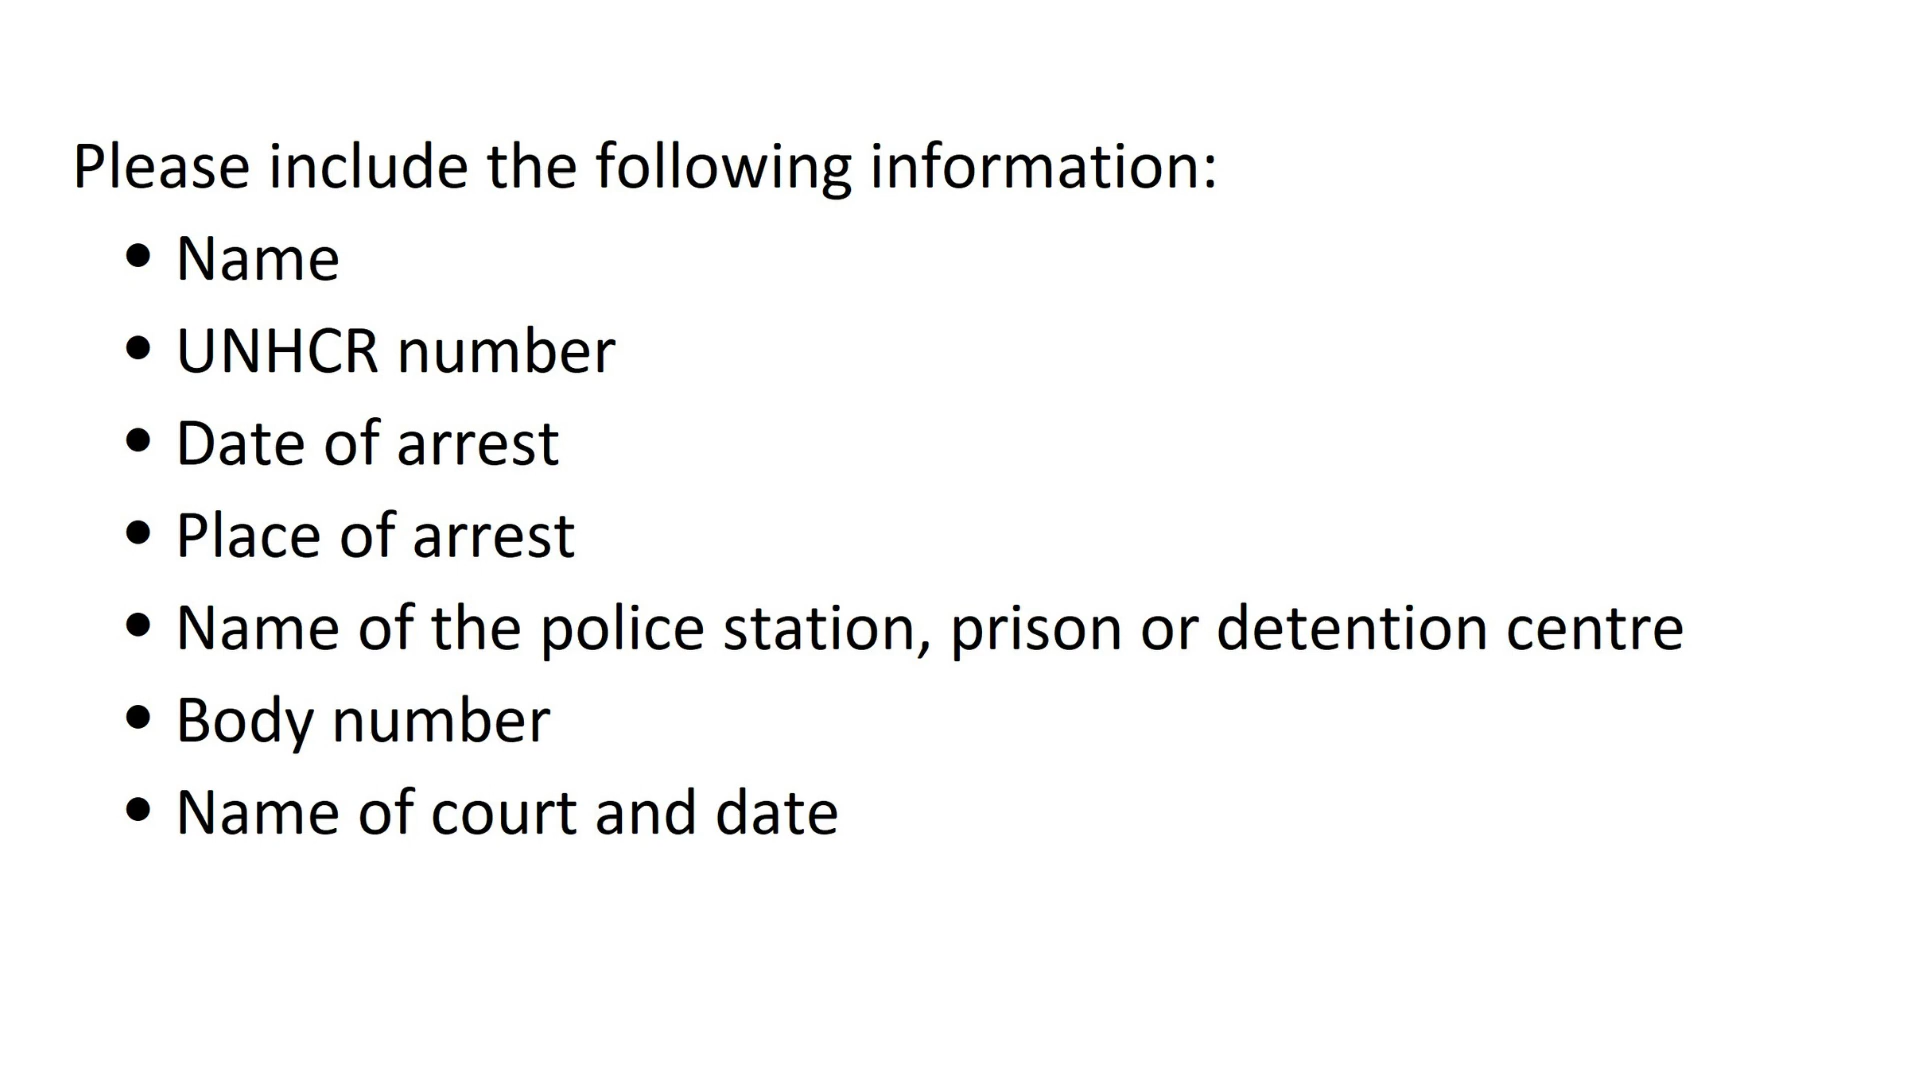 Please include the following information:
• Name
• UNHCR number
• Date of arrest
• Place of arrest
• Name of the police station, prison or detention centre
• Body number
• Name of court and date